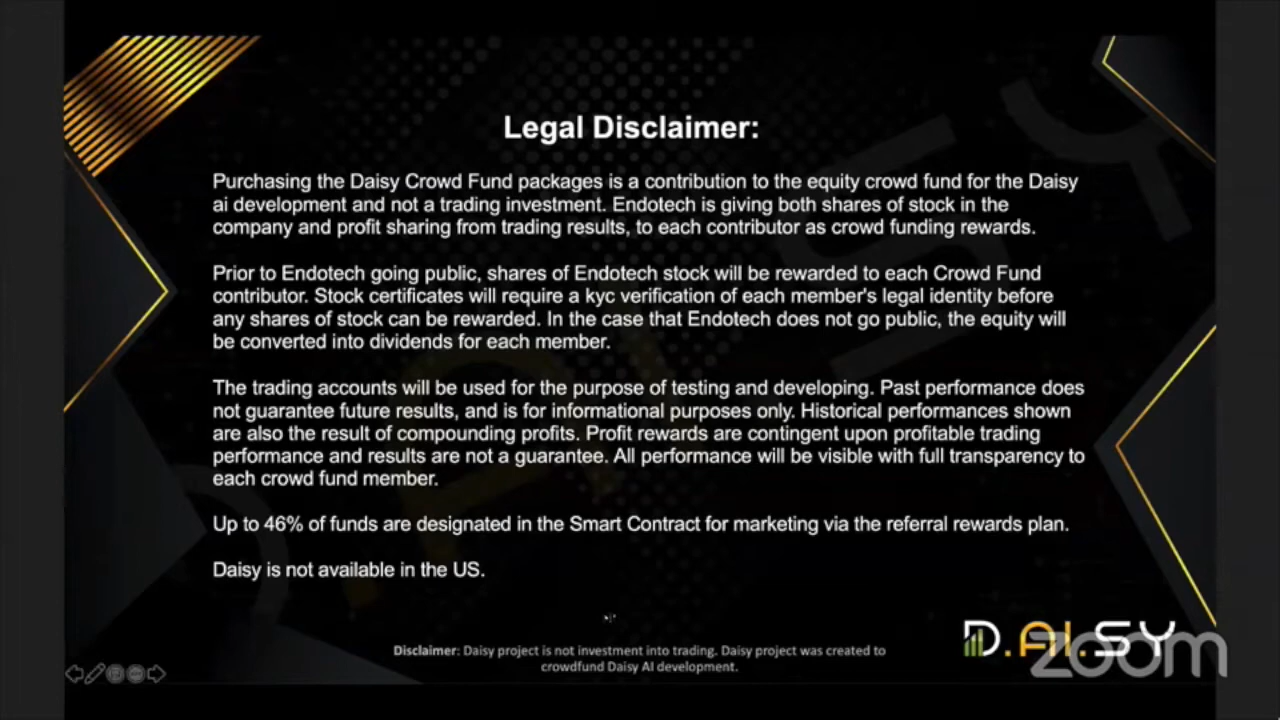 Legal Disclaimer:
Purchasing the Daisy Crowd Fund packages is a contribution to the equity crowd fund for the Daisy
ai development and not a trading investment. Endotech is giving both shares of stock in the
company and profit sharing from trading results, to each contributor as crowd funding rewards.
Prior to Endotech going public, shares of Endotech stock will be rewarded to each Crowd Fund
contributor. Stock certificates will require a kyc verification of each member's legal identity before
any shares of stock can be rewarded. In the case that Endotech does not go public, the equity will
be converted into dividends for each member.
The trading accounts will be used for the purpose of testing and developing. Past performance does
not guarantee future results, and is for informational purposes only. Historical performances shown
are also the result of compounding profits. Profit rewards are contingent upon profitable trading
performance and results are not a guarantee. All performance will be visible with full transparency to
each crowd fund member.
Up to 46% of funds are designated in the Smart Contract for marketing via the referral rewards plan.
Daisy is not available in the US.
Disclaimer: Daisy project is not investment into trading. Daisy project was created to
crowdfund Daisy AI development.
D.AI.SY
zoom